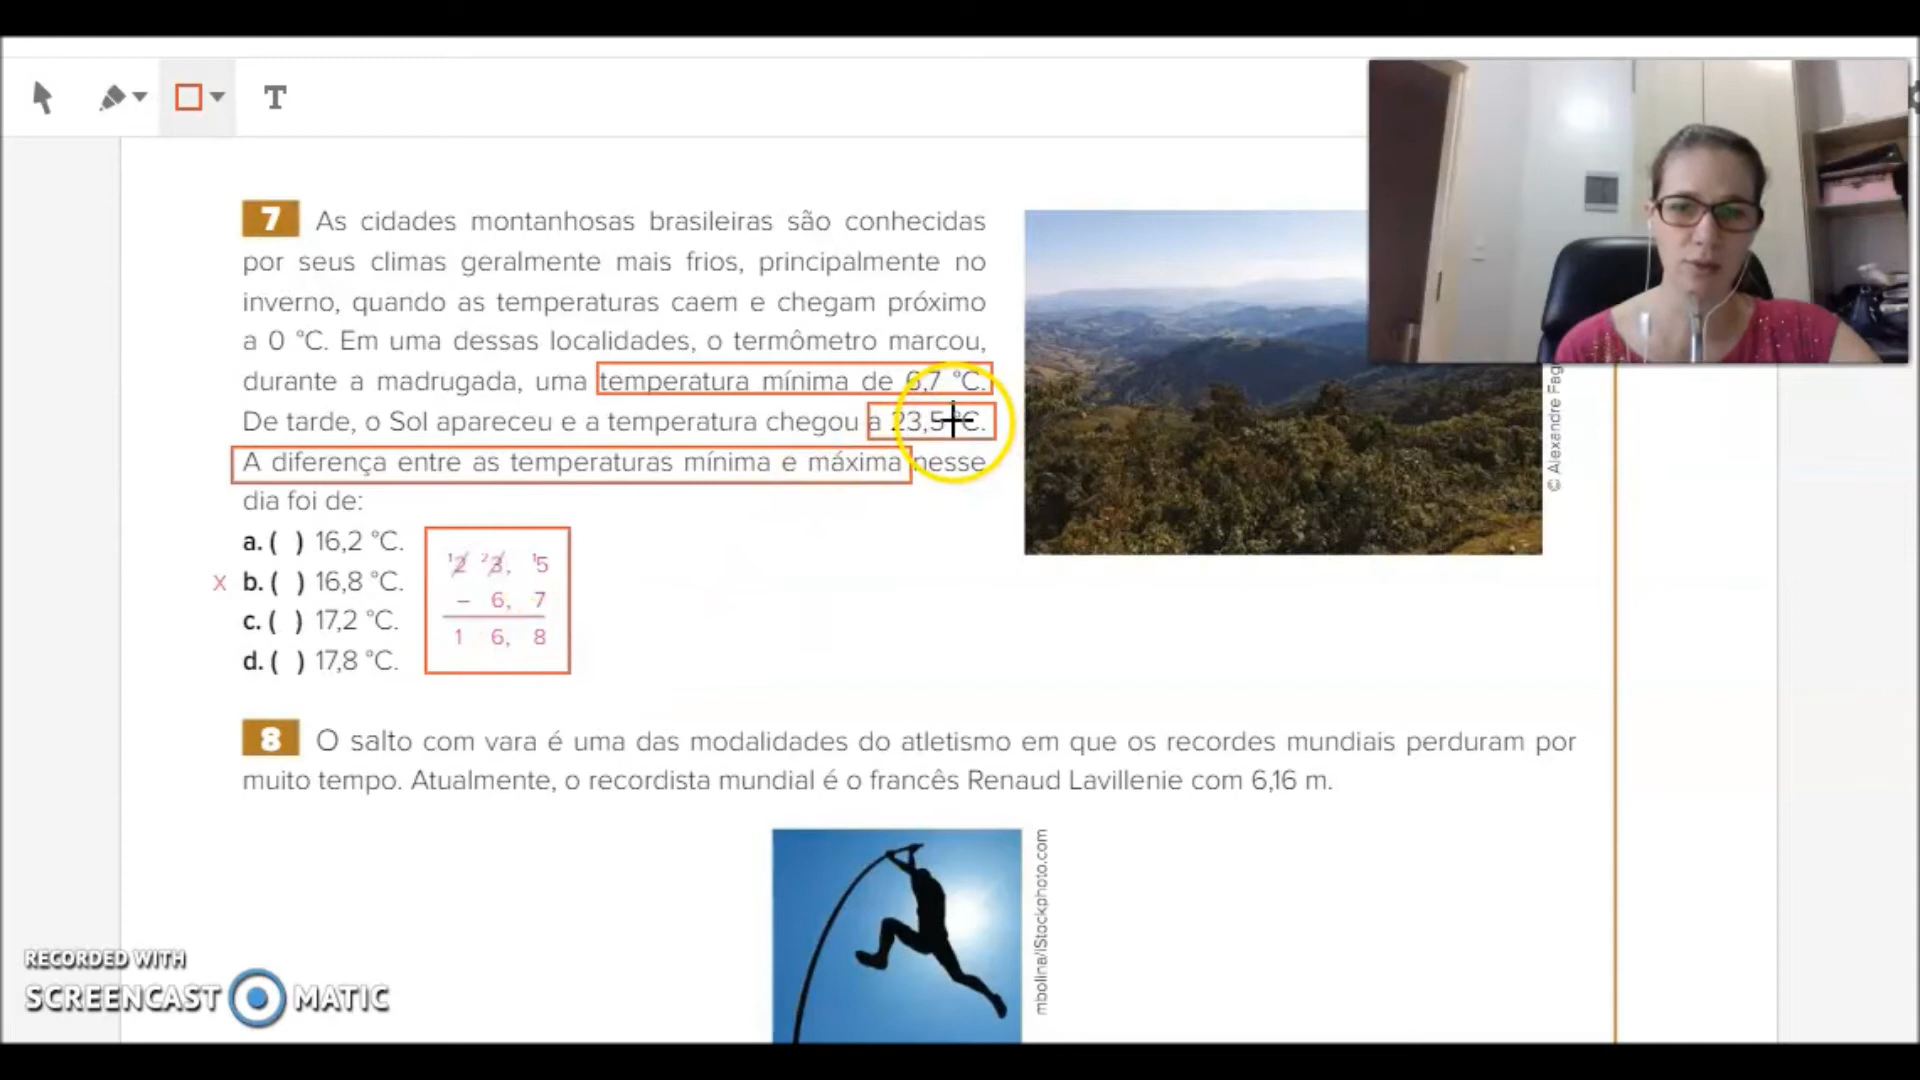 T
7 As cidades montanhosas brasileiras são conhecidas
por seus climas geralmente mais frios, principalmente no
inverno, quando as temperaturas caem e chegam próximo
a 0 °C. Em uma dessas localidades, o termômetro marcou,
durante a madrugada, uma temperatura mínima de 6,7 °C.
De tarde, o Sol apareceu e a temperatura chegou a 23,5 °C.
A diferença entre as temperaturas mínima e máxima nesse
dia foi de:
a. ( ) 16,2 °C.
x b. ( ) 16,8 °C.
c. ( ) 17,2 °C.
d. ( ) 17,8 °C.
¹2 ²3, ¹5
– 6, 7
1 6, 8
© Alexandre Fag
8 O salto com vara é uma das modalidades do atletismo em que os recordes mundiais perduram por
muito tempo. Atualmente, o recordista mundial é o francês Renaud Lavillenie com 6,16 m.
mbolina/iStockphoto.com
RECORDED WITH
SCREENCAST MATIC